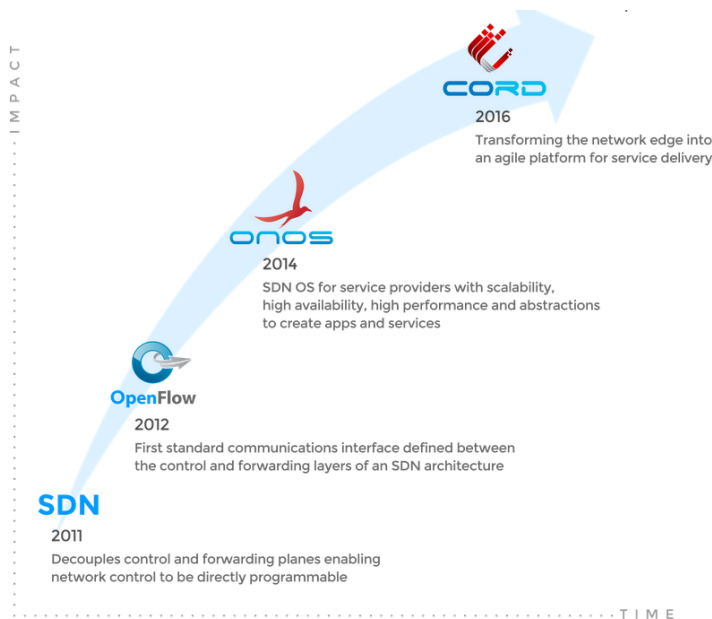 IMPACT
CORD
2016
Transforming the network edge into
an agile platform for service delivery
ONOS
2014
SDN OS for service providers with scalability,
high availability, high performance and abstractions
to create apps and services
OpenFlow
2012
First standard communications interface defined between
the control and forwarding layers of an SDN architecture
SDN
2011
Decouples control and forwarding planes enabling
network control to be directly programmable
TIME